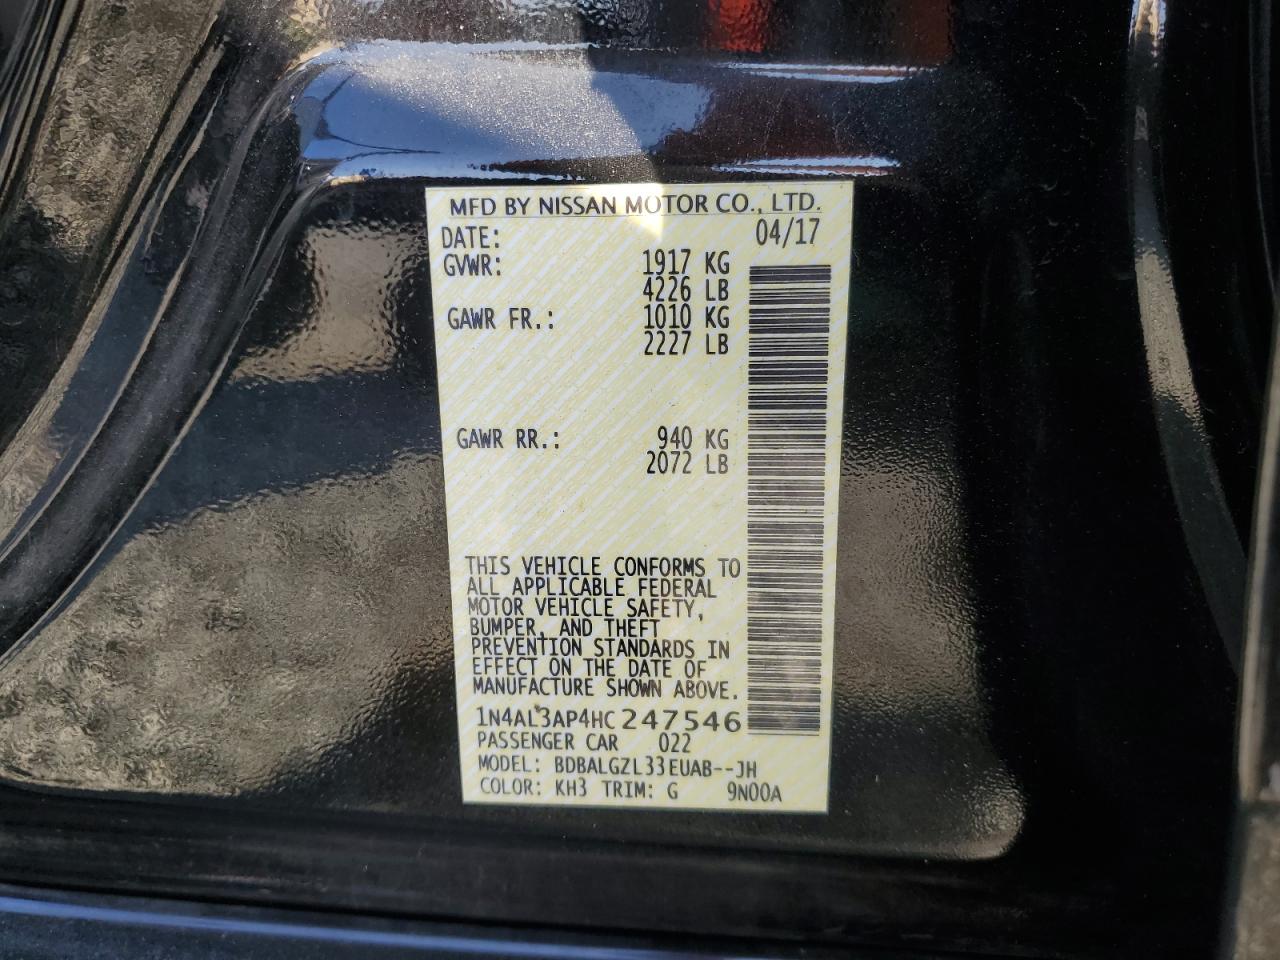 MFD BY NISSAN MOTOR CO., LTD.
DATE: 04/17
GVWR: 1917 KG
4226 LB
GAWR FR.: 1010 KG
2227 LB
GAWR RR.: 940 KG
2072 LB
THIS VEHICLE CONFORMS TO
ALL APPLICABLE FEDERAL
MOTOR VEHICLE SAFETY,
BUMPER, AND THEFT
PREVENTION STANDARDS IN
EFFECT ON THE DATE OF
MANUFACTURE SHOWN ABOVE.
1N4AL3AP4HC247546
PASSENGER CAR 022
MODEL: BDBALGZL33EUAB--JH
COLOR: KH3 TRIM: G 9N00A